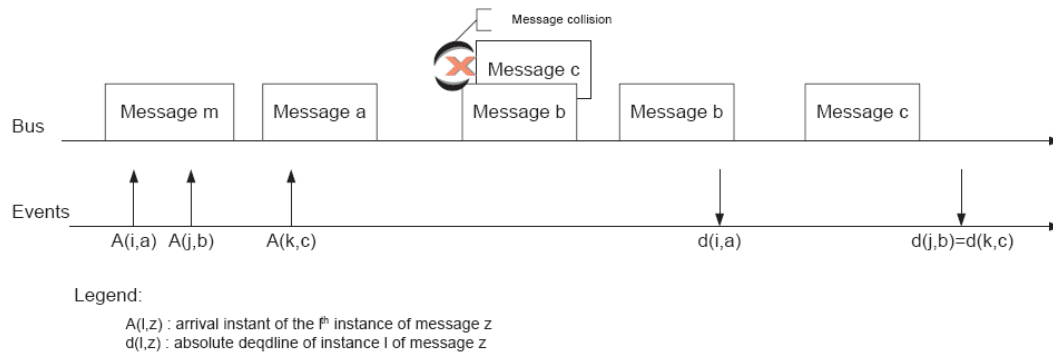 Message collision
Message c
Message m
Message a
Message b
Message b
Message c
Bus
Events
A(i,a)
A(j,b)
A(k,c)
d(i,a)
d(j,b)=d(k,c)
Legend:
A(l,z) : arrival instant of the lth instance of message z
d(l,z) : absolute deqdline of instance l of message z